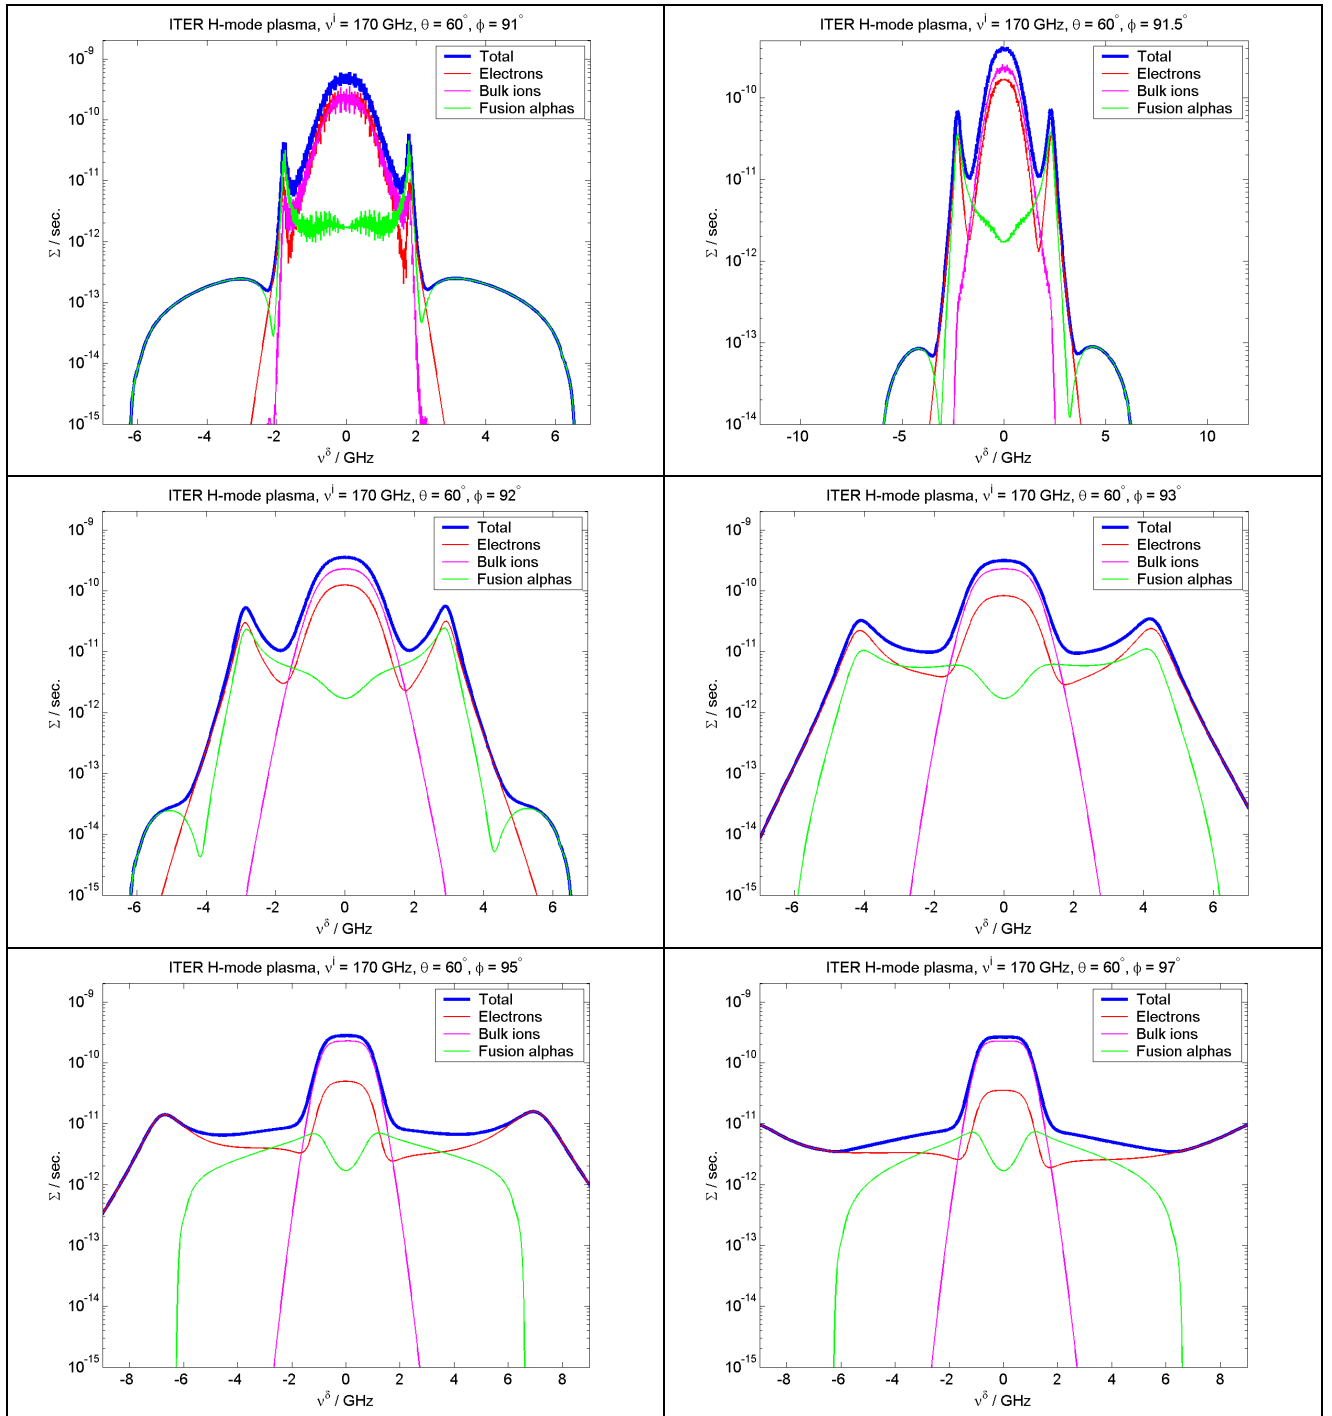 ITER H-mode plasma, νⁱ = 170 GHz, θ = 60°, ϕ = 91°
Total
Electrons
Bulk ions
Fusion alphas
10⁻⁹
10⁻¹⁰
10⁻¹¹
10⁻¹²
10⁻¹³
10⁻¹⁴
10⁻¹⁵
Σ / sec.
-6 -4 -2 0 2 4 6
νᵟ / GHz
ITER H-mode plasma, νⁱ = 170 GHz, θ = 60°, ϕ = 91.5°
Total
Electrons
Bulk ions
Fusion alphas
10⁻¹⁰
10⁻¹¹
10⁻¹²
10⁻¹³
10⁻¹⁴
Σ / sec.
-10 -5 0 5 10
νᵟ / GHz
ITER H-mode plasma, νⁱ = 170 GHz, θ = 60°, ϕ = 92°
Total
Electrons
Bulk ions
Fusion alphas
10⁻⁹
10⁻¹⁰
10⁻¹¹
10⁻¹²
10⁻¹³
10⁻¹⁴
10⁻¹⁵
Σ / sec.
-6 -4 -2 0 2 4 6
νᵟ / GHz
ITER H-mode plasma, νⁱ = 170 GHz, θ = 60°, ϕ = 93°
Total
Electrons
Bulk ions
Fusion alphas
10⁻⁹
10⁻¹⁰
10⁻¹¹
10⁻¹²
10⁻¹³
10⁻¹⁴
10⁻¹⁵
Σ / sec.
-6 -4 -2 0 2 4 6
νᵟ / GHz
ITER H-mode plasma, νⁱ = 170 GHz, θ = 60°, ϕ = 95°
Total
Electrons
Bulk ions
Fusion alphas
10⁻⁹
10⁻¹⁰
10⁻¹¹
10⁻¹²
10⁻¹³
10⁻¹⁴
10⁻¹⁵
Σ / sec.
-8 -6 -4 -2 0 2 4 6 8
νᵟ / GHz
ITER H-mode plasma, νⁱ = 170 GHz, θ = 60°, ϕ = 97°
Total
Electrons
Bulk ions
Fusion alphas
10⁻⁹
10⁻¹⁰
10⁻¹¹
10⁻¹²
10⁻¹³
10⁻¹⁴
10⁻¹⁵
Σ / sec.
-8 -6 -4 -2 0 2 4 6 8
νᵟ / GHz